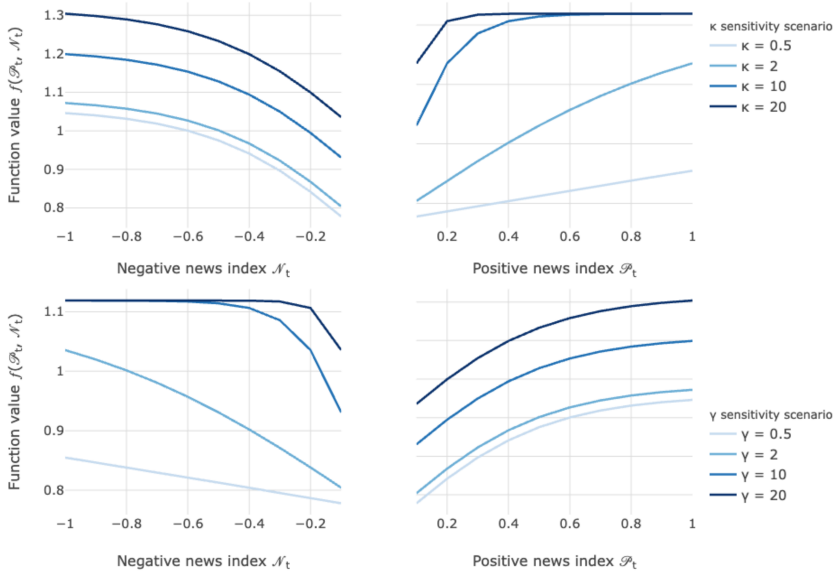 Function value f(𝒫t, 𝒩t)
1.3
1.2
1.1
1
0.9
0.8
−1
−0.8
−0.6
−0.4
−0.2
Negative news index 𝒩t
0.2
0.4
0.6
0.8
1
Positive news index 𝒫t
κ sensitivity scenario
κ = 0.5
κ = 2
κ = 10
κ = 20
Function value f(𝒫t, 𝒩t)
1.1
1
0.9
0.8
−1
−0.8
−0.6
−0.4
−0.2
Negative news index 𝒩t
0.2
0.4
0.6
0.8
1
Positive news index 𝒫t
γ sensitivity scenario
γ = 0.5
γ = 2
γ = 10
γ = 20